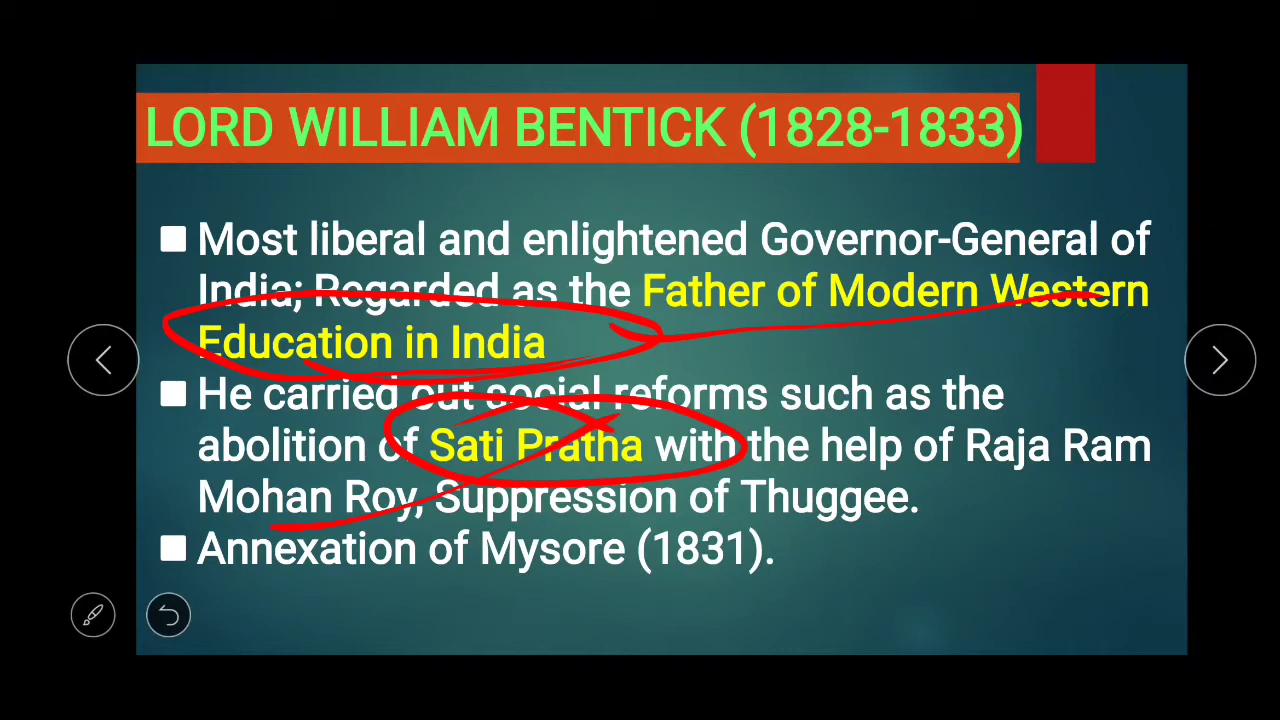 LORD WILLIAM BENTICK (1828-1833)
Most liberal and enlightened Governor-General of
India; Regarded as the Father of Modern Western
Education in India
He carried out social reforms such as the
abolition of Sati Pratha with the help of Raja Ram
Mohan Roy, Suppression of Thuggee.
Annexation of Mysore (1831).